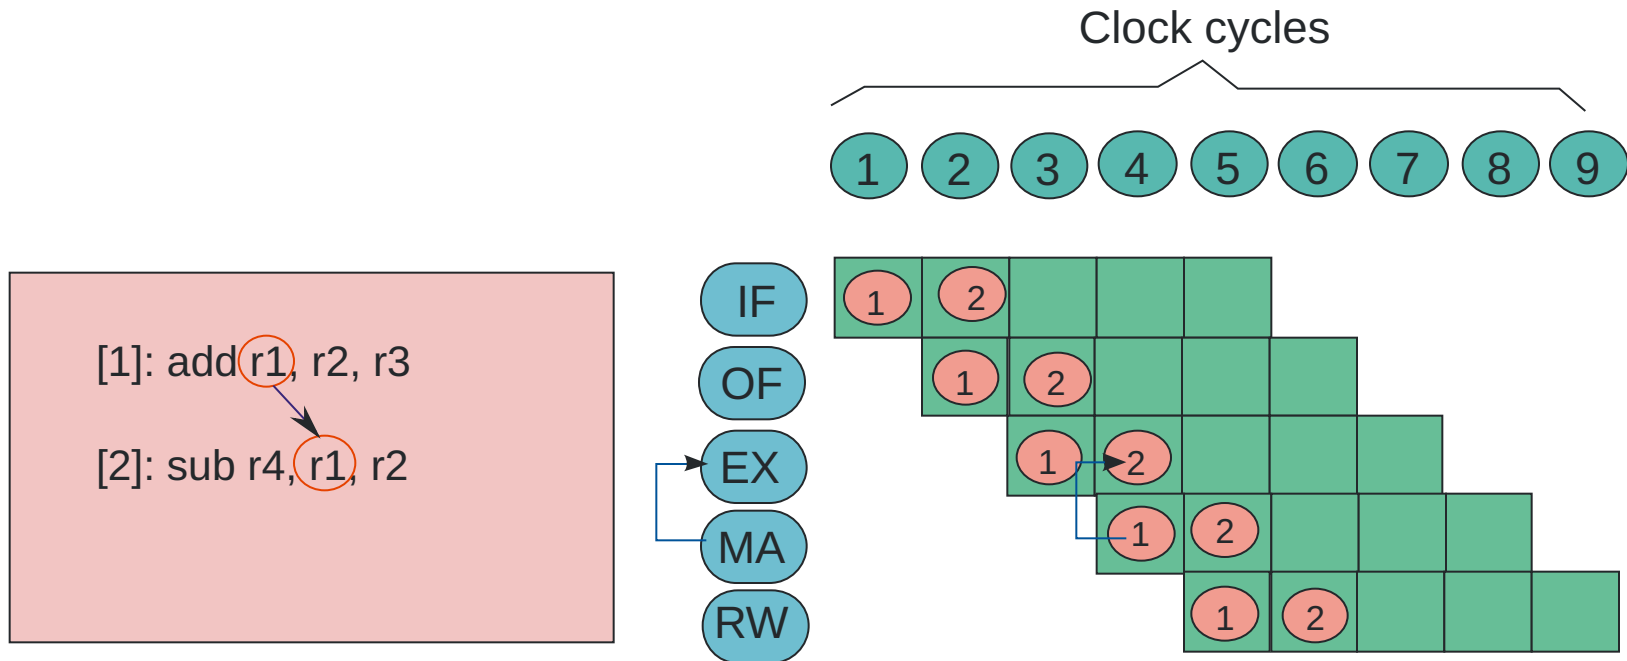 Clock cycles
1 2 3 4 5 6 7 8 9
[1]: add r1, r2, r3
[2]: sub r4, r1, r2
IF 1 2
OF 1 2
EX 1 2
MA 1 2
RW 1 2